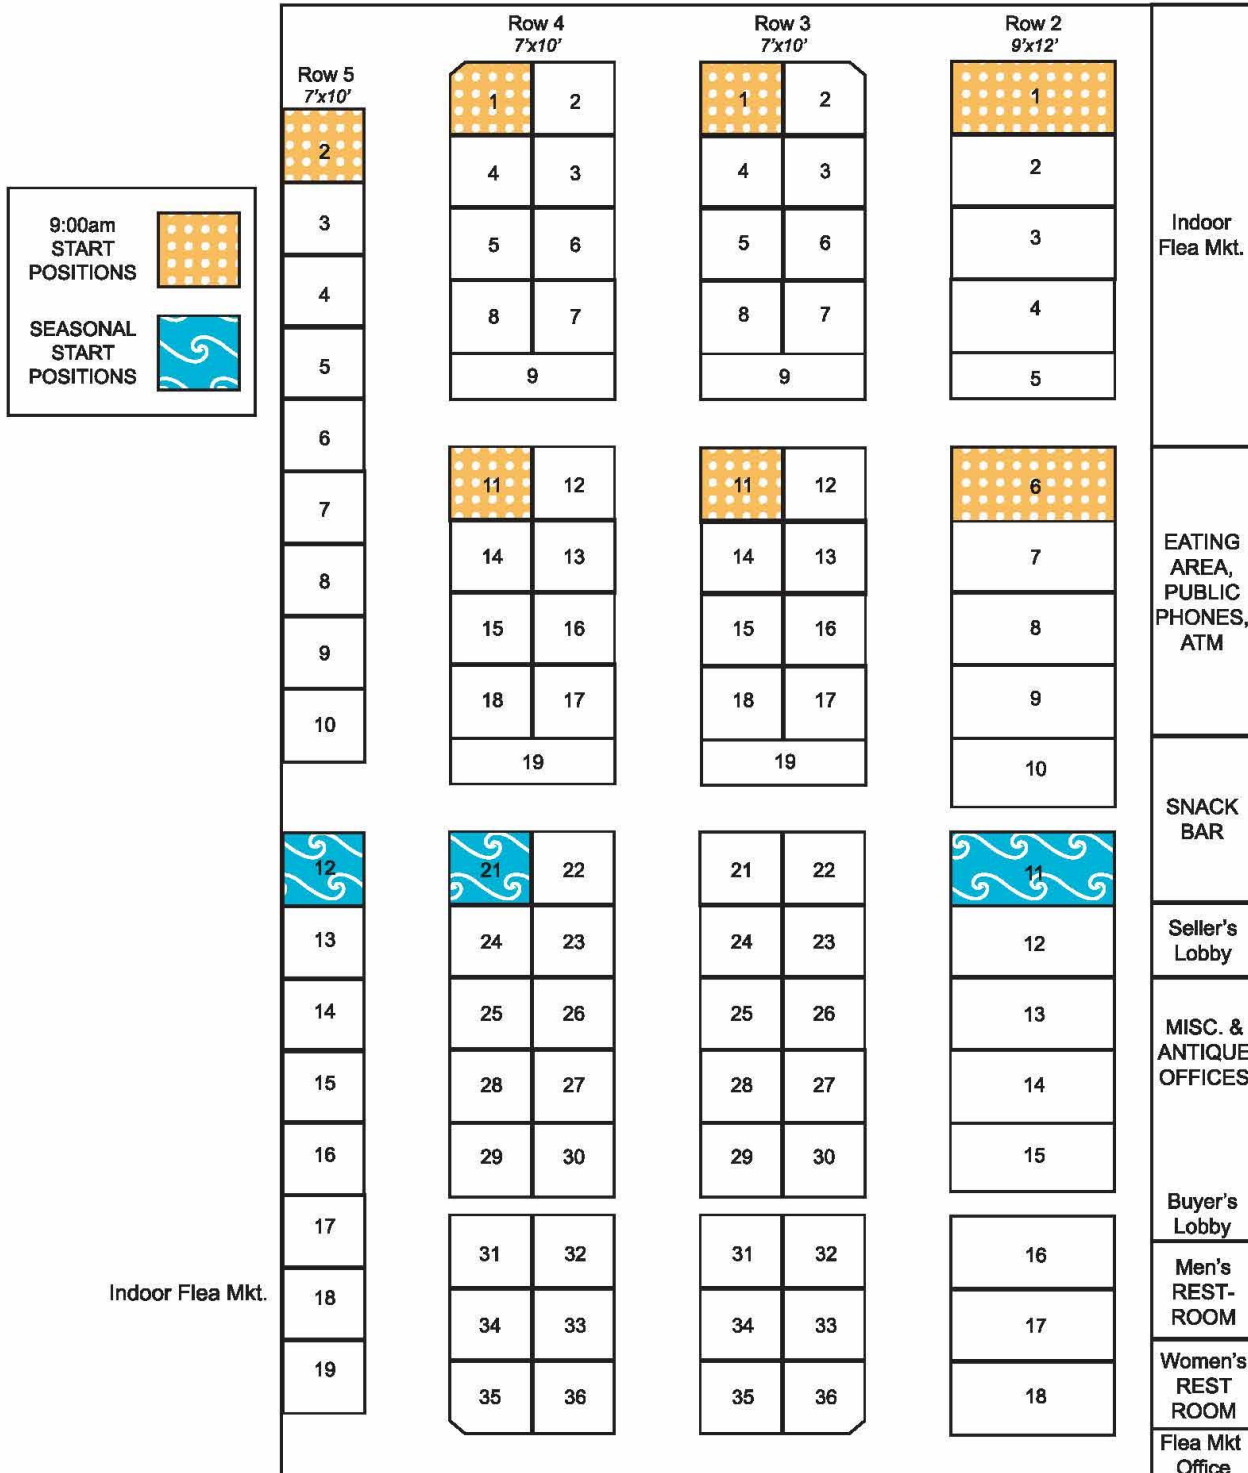 Row 5
7'x10'
2
3
4
5
6
7
8
9
10
12
13
14
15
16
17
18
19
9:00am
START
POSITIONS
SEASONAL
START
POSITIONS
Indoor Flea Mkt.
Row 4
7'x10'
1 2
4 3
5 6
8 7
9
11 12
14 13
15 16
18 17
19
21 22
24 23
25 26
28 27
29 30
31 32
34 33
35 36
Row 3
7'x10'
1 2
4 3
5 6
8 7
9
11 12
14 13
15 16
18 17
19
21 22
24 23
25 26
28 27
29 30
31 32
34 33
35 36
Row 2
9'x12'
1
2
3
4
5
6
7
8
9
10
11
12
13
14
15
16
17
18
Indoor
Flea Mkt.
EATING
AREA,
PUBLIC
PHONES,
ATM
SNACK
BAR
Seller's
Lobby
MISC. &
ANTIQUE
OFFICES
Buyer's
Lobby
Men's
REST-
ROOM
Women's
REST
ROOM
Flea Mkt
Office